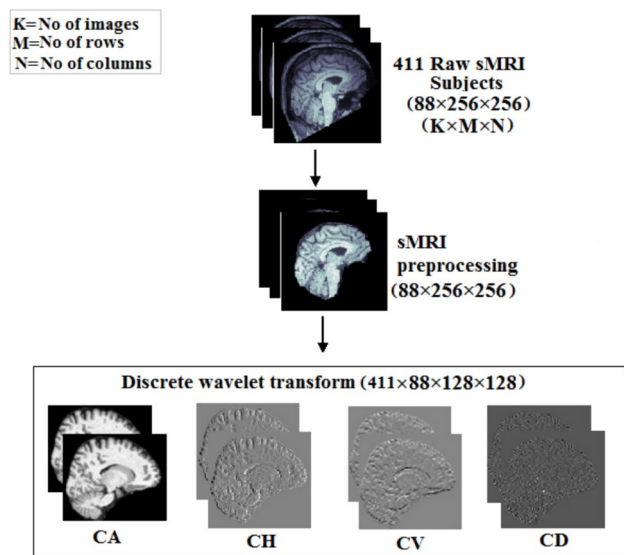 K=No of images
M=No of rows
N=No of columns
411 Raw sMRI
Subjects
(88×256×256)
(K×M×N)
sMRI
preprocessing
(88×256×256)
Discrete wavelet transform (411×88×128×128)
CA
CH
CV
CD